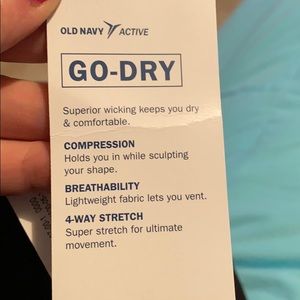 OLD NAVY ACTIVE
GO-DRY
Superior wicking keeps you dry
& comfortable.
COMPRESSION
Holds you in while sculpting
your shape.
BREATHABILITY
Lightweight fabric lets you vent.
4-WAY STRETCH
Super stretch for ultimate
movement.